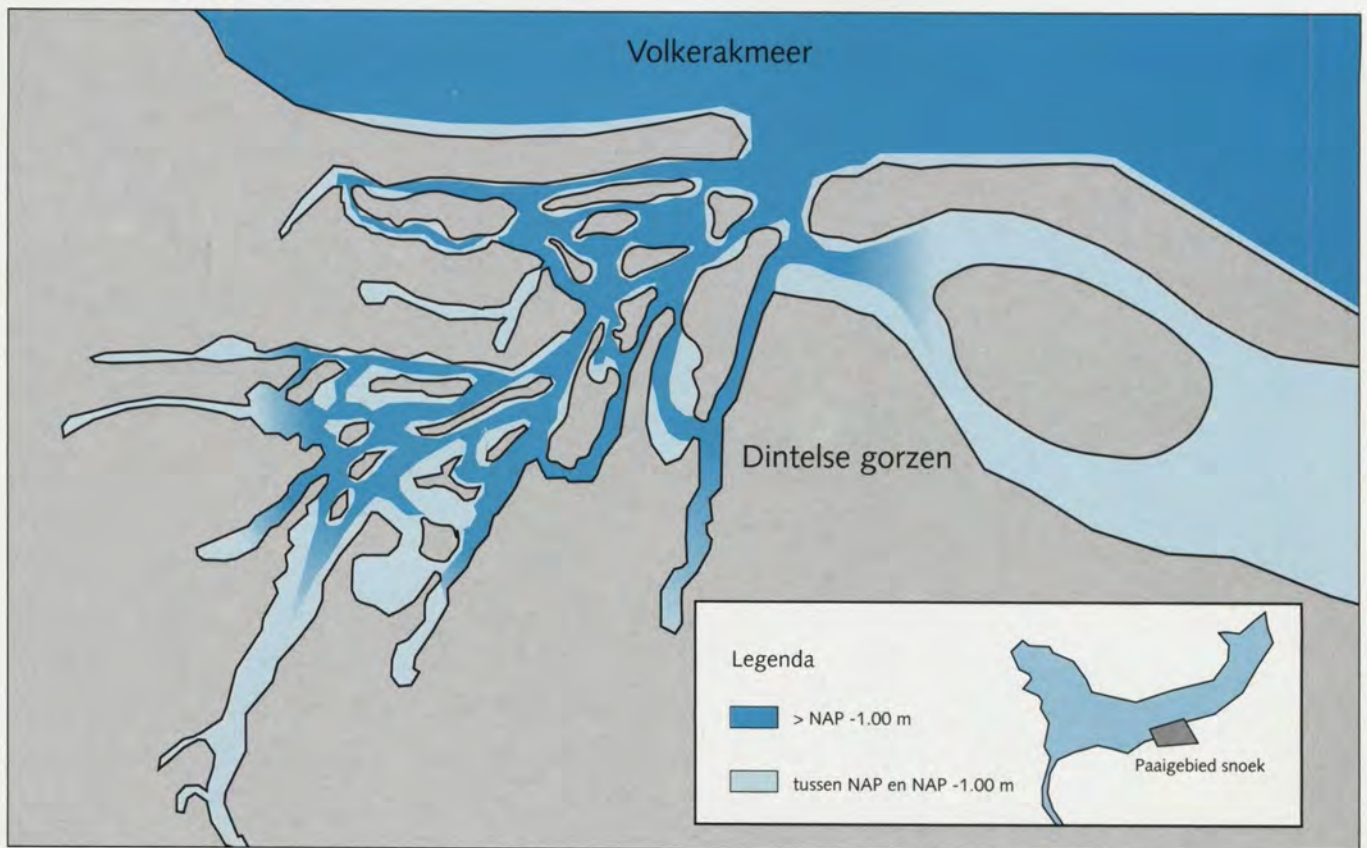 Volkerakmeer
Dintelse gorzen
Legenda
> NAP -1.00 m
tussen NAP en NAP -1.00 m
Paaigebied snoek